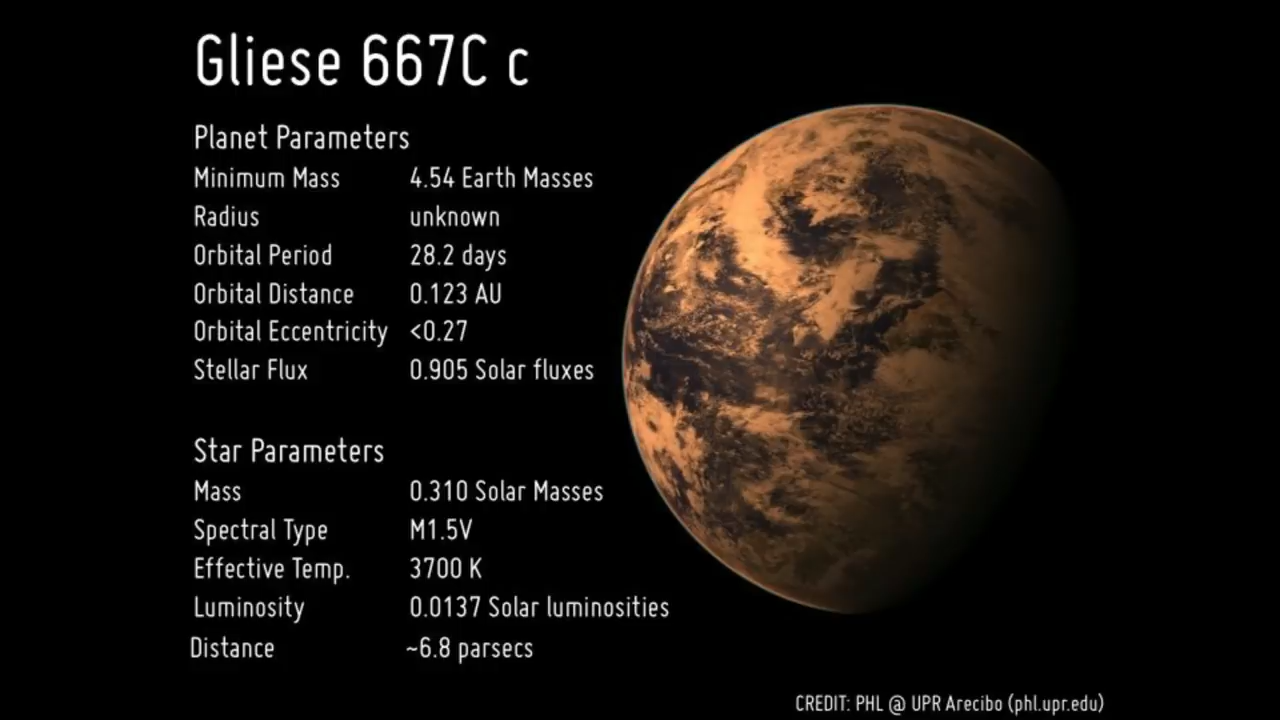 Gliese 667C c
Planet Parameters
Minimum Mass 4.54 Earth Masses
Radius unknown
Orbital Period 28.2 days
Orbital Distance 0.123 AU
Orbital Eccentricity <0.27
Stellar Flux 0.905 Solar fluxes
Star Parameters
Mass 0.310 Solar Masses
Spectral Type M1.5V
Effective Temp. 3700 K
Luminosity 0.0137 Solar luminosities
Distance ~6.8 parsecs
CREDIT: PHL @ UPR Arecibo (phl.upr.edu)